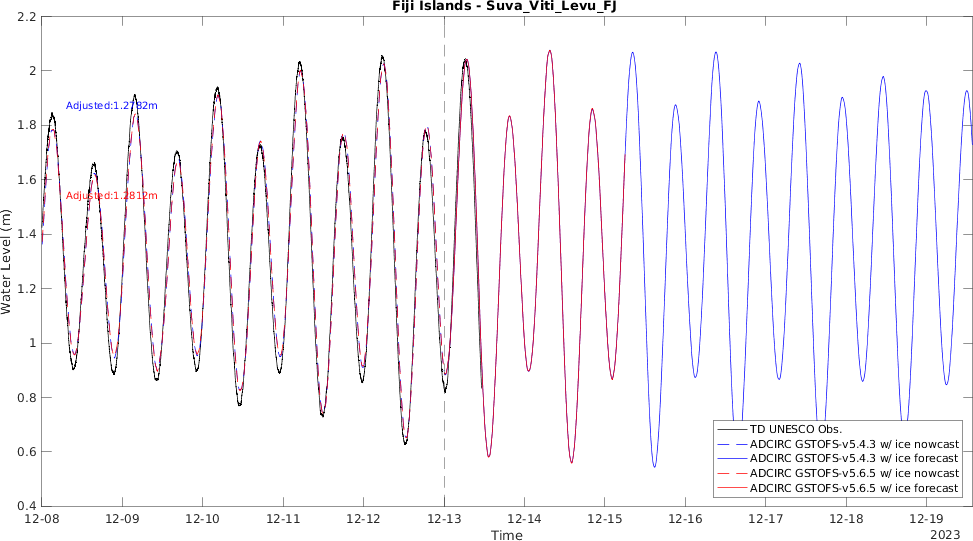 Fiji Islands - Suva_Viti_Levu_FJ
2.2
2
1.8
1.6
1.4
1.2
1
0.8
0.6
0.4
Water Level (m)
Adjusted:1.2782m
Adjusted:1.2812m
TD UNESCO Obs.
ADCIRC GSTOFS-v5.4.3 w/ ice nowcast
ADCIRC GSTOFS-v5.4.3 w/ ice forecast
ADCIRC GSTOFS-v5.6.5 w/ ice nowcast
ADCIRC GSTOFS-v5.6.5 w/ ice forecast
12-08 12-09 12-10 12-11 12-12 12-13 12-14 12-15 12-16 12-17 12-18 12-19
Time
2023